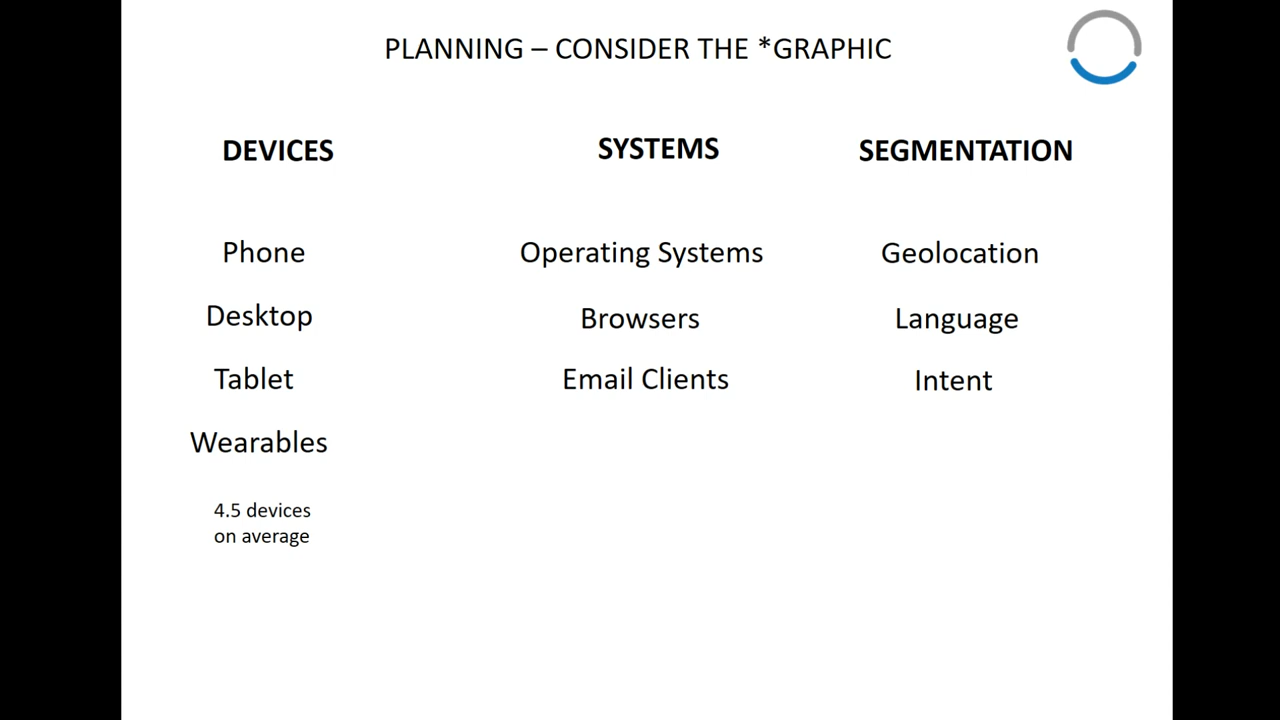 PLANNING – CONSIDER THE *GRAPHIC
DEVICES
Phone
Desktop
Tablet
Wearables
4.5 devices
on average
SYSTEMS
Operating Systems
Browsers
Email Clients
SEGMENTATION
Geolocation
Language
Intent